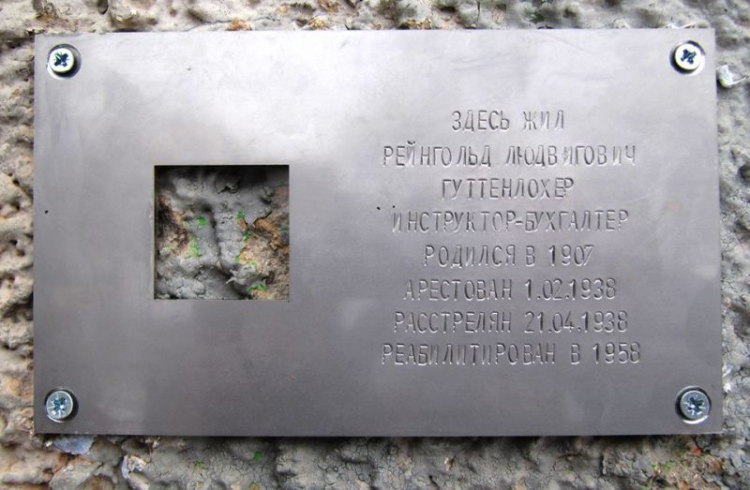 ЗДЕСЬ ЖИЛ
РЕЙНГОЛЬД ЛЮДВИГОВИЧ
ГУТТЕНЛОХЕР
ИНСТРУКТОР-БУХГАЛТЕР
РОДИЛСЯ В 1907
АРЕСТОВАН 1.02.1938
РАССТРЕЛЯН 21.04.1938
РЕАБИЛИТИРОВАН В 1958